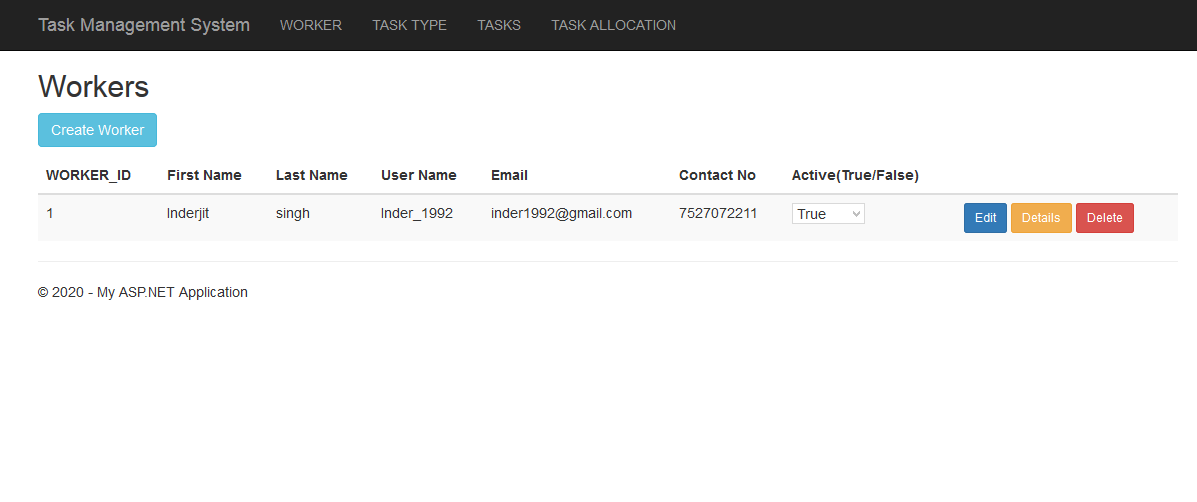 Task Management System WORKER TASK TYPE TASKS TASK ALLOCATION
Workers
Create Worker
WORKER_ID First Name Last Name User Name Email Contact No Active(True/False)
1 Inderjit singh Inder_1992 inder1992@gmail.com 7527072211 True Edit Details Delete
© 2020 - My ASP.NET Application